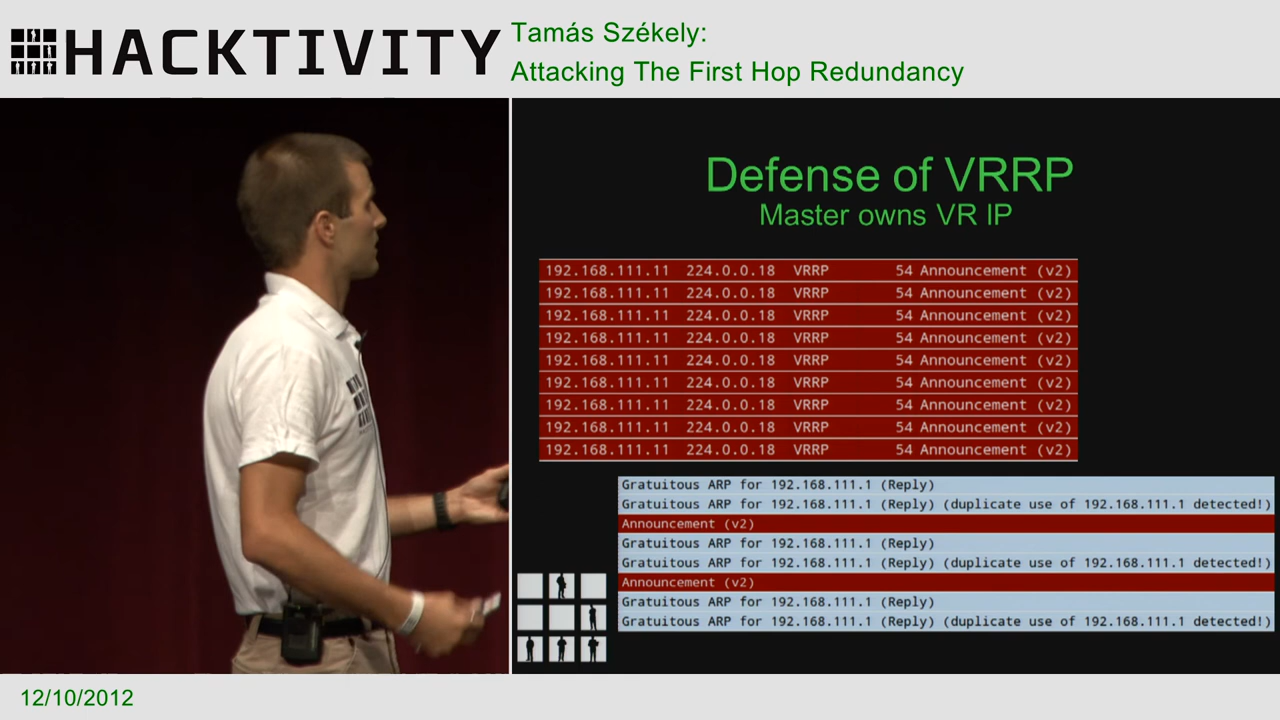 HACKTIVITY
Tamás Székely:
Attacking The First Hop Redundancy
Defense of VRRP
Master owns VR IP
192.168.111.11 224.0.0.18 VRRP 54 Announcement (v2)
192.168.111.11 224.0.0.18 VRRP 54 Announcement (v2)
192.168.111.11 224.0.0.18 VRRP 54 Announcement (v2)
192.168.111.11 224.0.0.18 VRRP 54 Announcement (v2)
192.168.111.11 224.0.0.18 VRRP 54 Announcement (v2)
192.168.111.11 224.0.0.18 VRRP 54 Announcement (v2)
192.168.111.11 224.0.0.18 VRRP 54 Announcement (v2)
192.168.111.11 224.0.0.18 VRRP 54 Announcement (v2)
192.168.111.11 224.0.0.18 VRRP 54 Announcement (v2)
Gratuitous ARP for 192.168.111.1 (Reply)
Gratuitous ARP for 192.168.111.1 (Reply) (duplicate use of 192.168.111.1 detected!)
Announcement (v2)
Gratuitous ARP for 192.168.111.1 (Reply)
Gratuitous ARP for 192.168.111.1 (Reply) (duplicate use of 192.168.111.1 detected!)
Announcement (v2)
Gratuitous ARP for 192.168.111.1 (Reply)
Gratuitous ARP for 192.168.111.1 (Reply) (duplicate use of 192.168.111.1 detected!)
12/10/2012